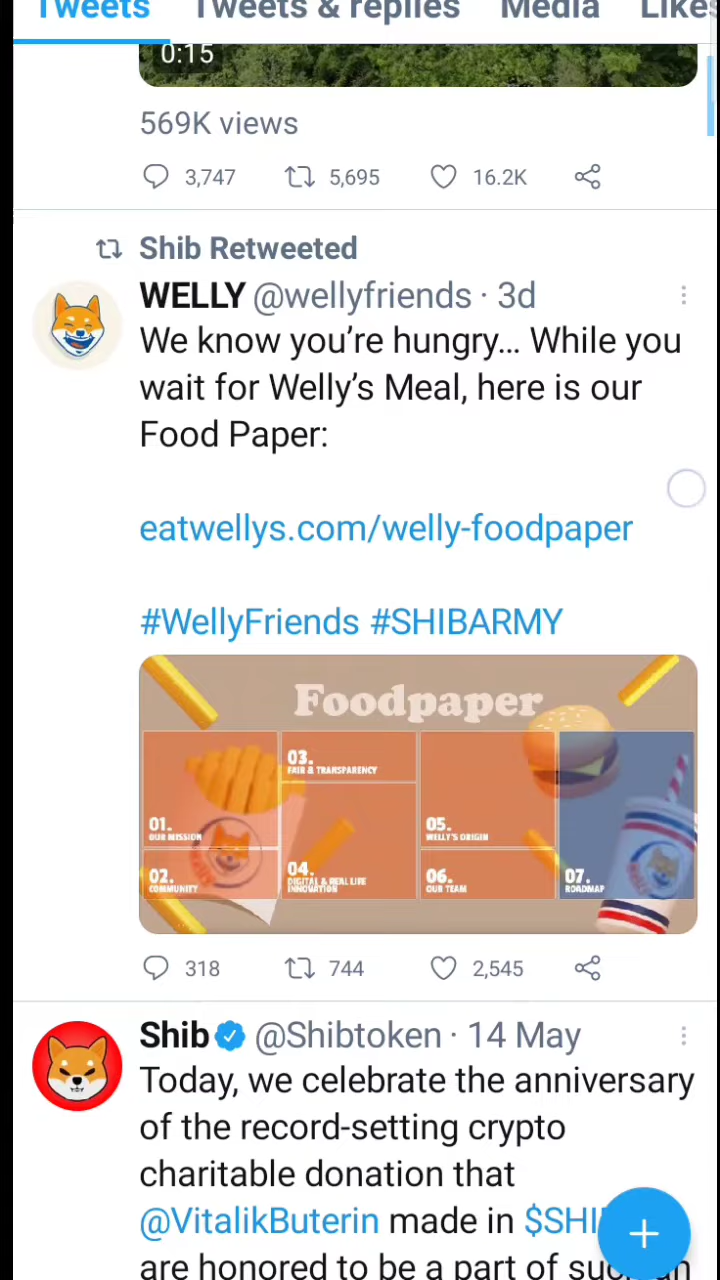 Tweets Tweets & replies Media Likes
0:15
569K views
3,747 5,695 16.2K
Shib Retweeted
WELLY @wellyfriends · 3d
We know you’re hungry... While you
wait for Welly’s Meal, here is our
Food Paper:
eatwellys.com/welly-foodpaper
#WellyFriends #SHIBARMY
Foodpaper
01.
OUR MISSION
02.
COMMUNITY
03.
FAIR & TRANSPARENCY
04.
DIGITAL & REAL LIFE
INNOVATION
05.
WELLY'S ORIGIN
06.
OUR TEAM
07.
ROADMAP
318 744 2,545
Shib @Shibtoken · 14 May
Today, we celebrate the anniversary
of the record-setting crypto
charitable donation that
@VitalikButerin made in $SHI
are honored to be a part of